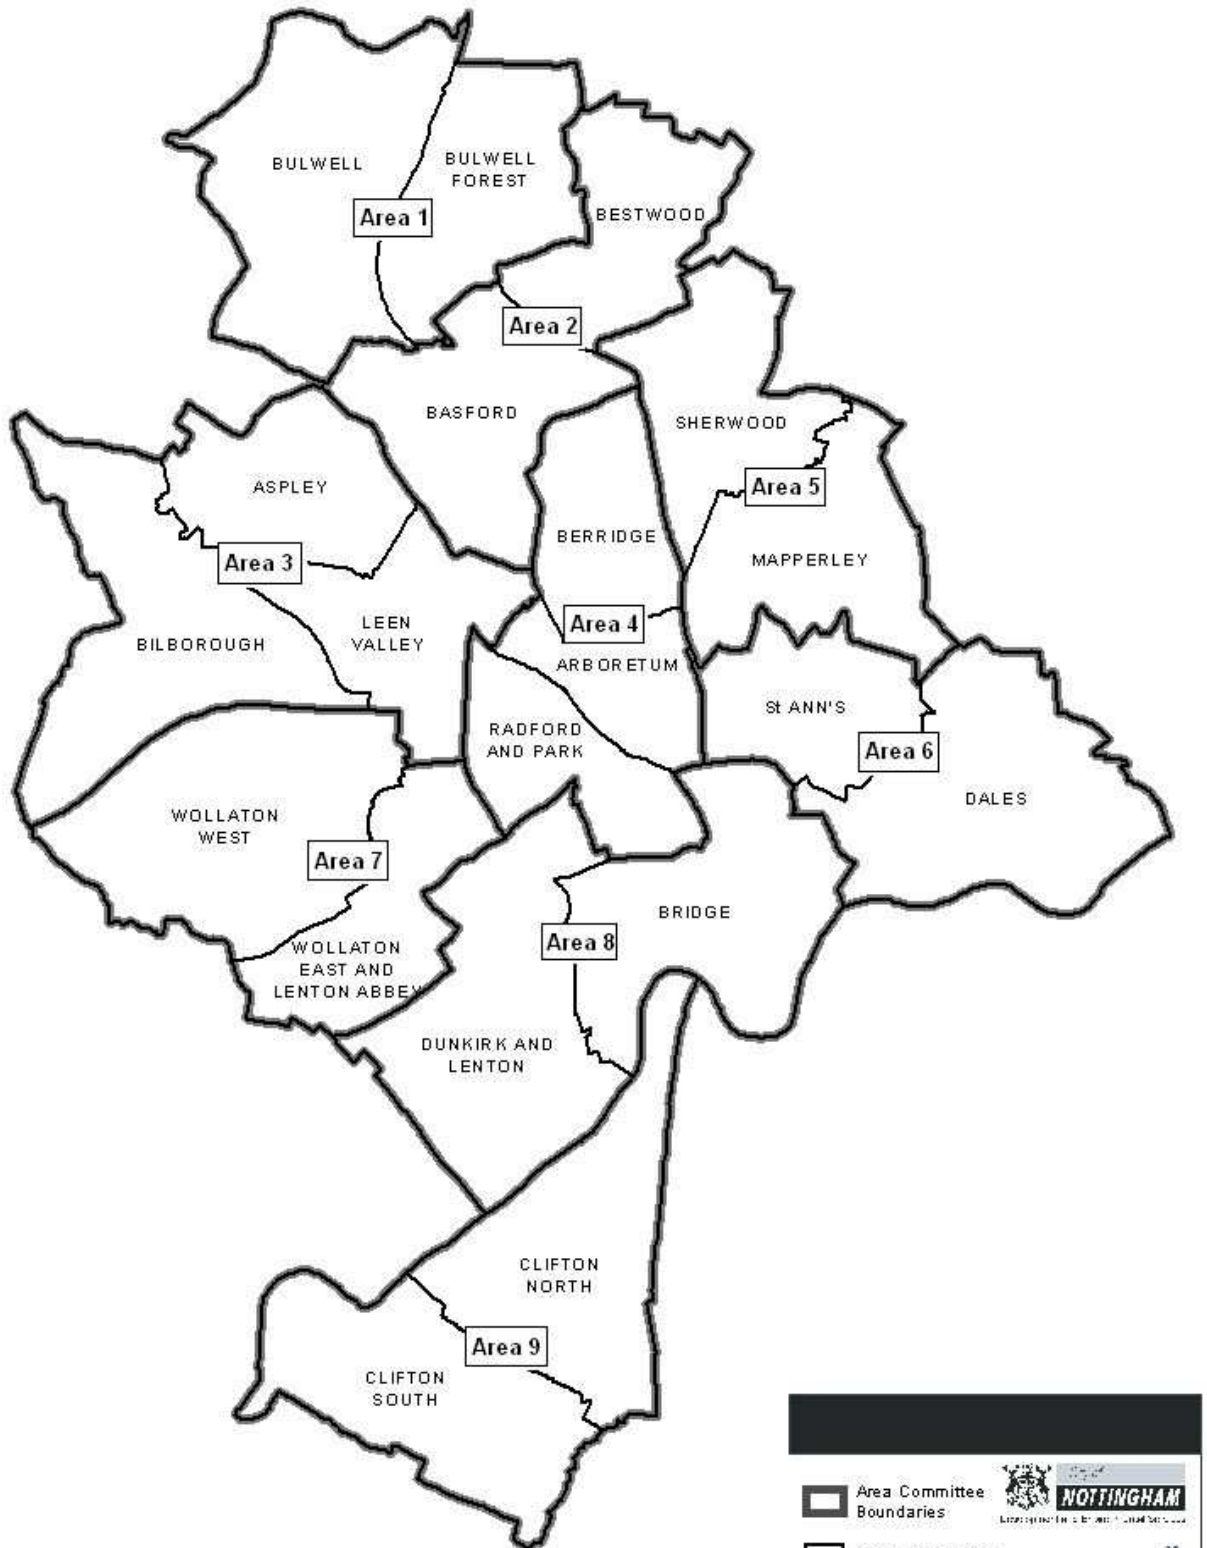 BULWELL
BULWELL
FOREST
BESTWOOD
Area 1
Area 2
BASFORD
SHERWOOD
ASPLEY
Area 5
BERRIDGE
MAPPERLEY
Area 3
LEEN
VALLEY
Area 4
BILBOROUGH
ARBORETUM
St ANN'S
RADFORD
AND PARK
Area 6
DALES
WOLLATON
WEST
Area 7
BRIDGE
Area 8
WOLLATON
EAST AND
LENTON ABBEY
DUNKIRK AND
LENTON
CLIFTON
NORTH
Area 9
CLIFTON
SOUTH
Area Committee
Boundaries
City of
NOTTINGHAM